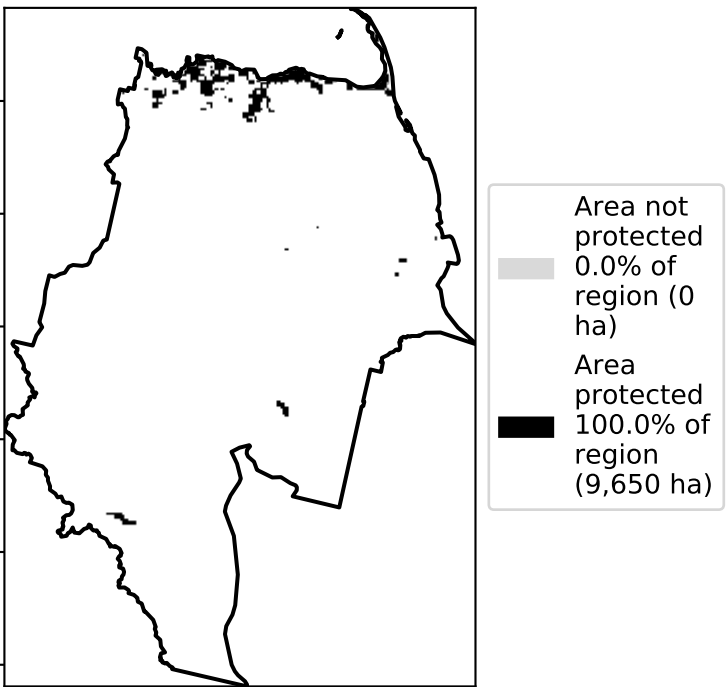 Area not
protected
0.0% of
region (0
ha)
Area
protected
100.0% of
region
(9,650 ha)